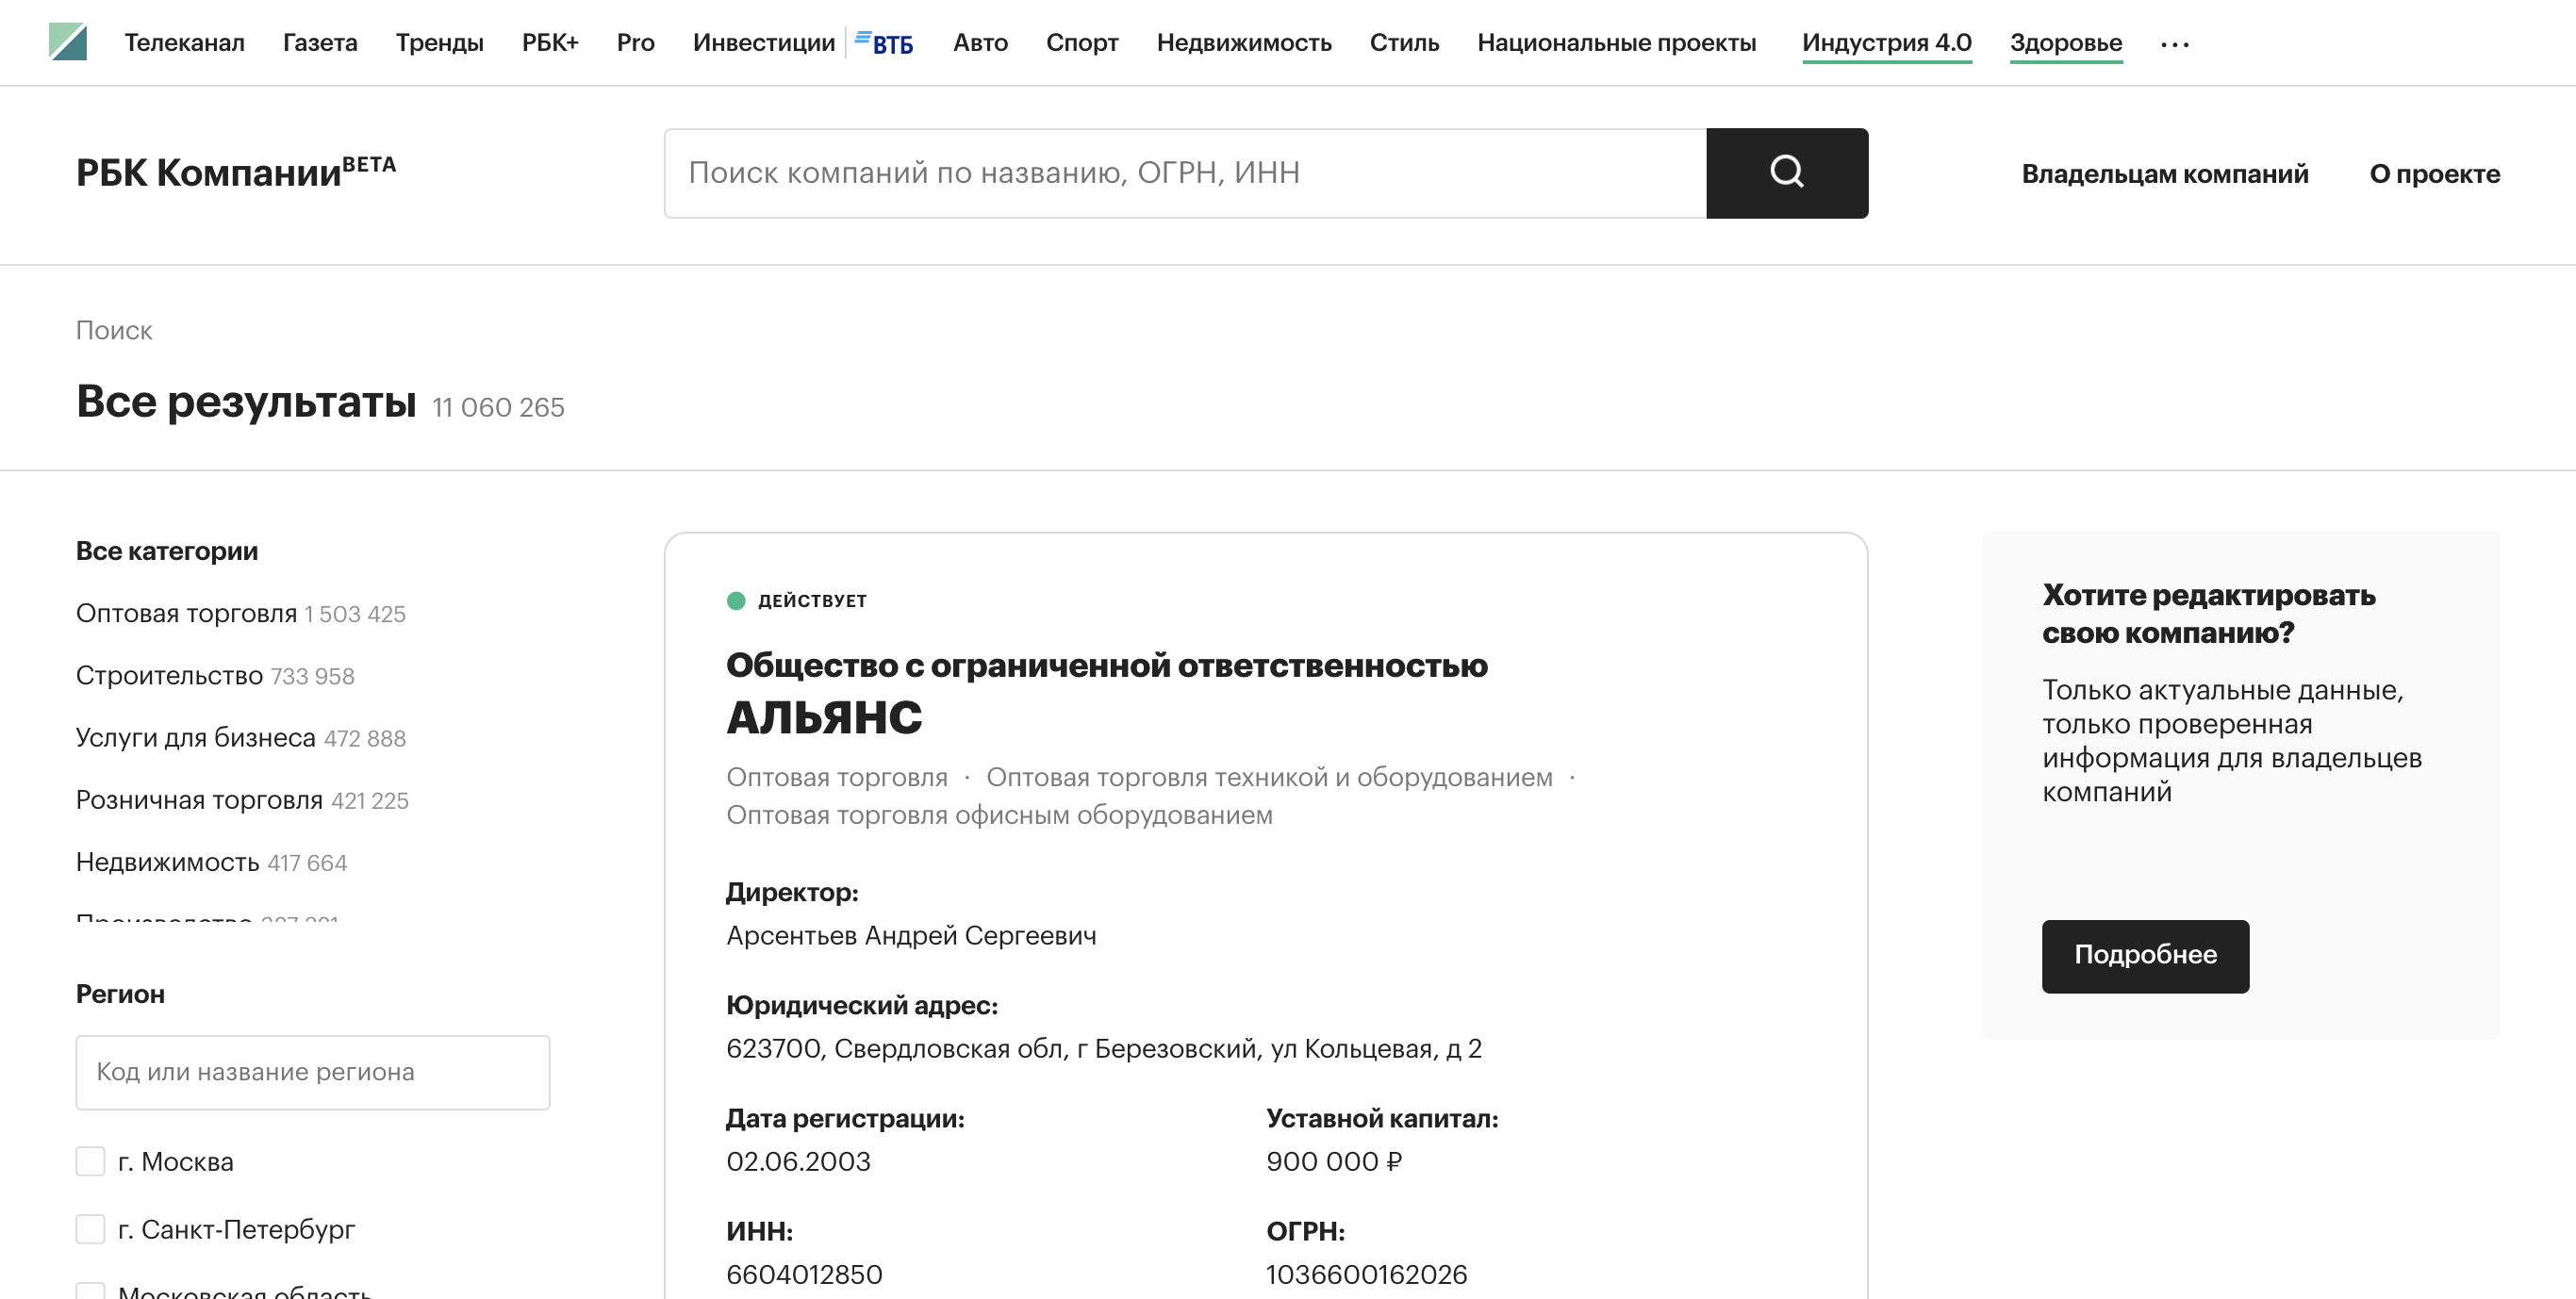 Телеканал Газета Тренды РБК+ Pro Инвестиции ВТБ Авто Спорт Недвижимость Стиль Национальные проекты Индустрия 4.0 Здоровье ...
РБК Компании BETA
Поиск компаний по названию, ОГРН, ИНН
Владельцам компаний О проекте
Поиск
Все результаты 11 060 265
Все категории
Оптовая торговля 1 503 425
Строительство 733 958
Услуги для бизнеса 472 888
Розничная торговля 421 225
Недвижимость 417 664
Производство
Регион
Код или название региона
г. Москва
г. Санкт-Петербург
Московская область
ДЕЙСТВУЕТ
Общество с ограниченной ответственностью
АЛЬЯНС
Оптовая торговля · Оптовая торговля техникой и оборудованием ·
Оптовая торговля офисным оборудованием
Директор:
Арсентьев Андрей Сергеевич
Юридический адрес:
623700, Свердловская обл, г Березовский, ул Кольцевая, д 2
Дата регистрации:
02.06.2003
Уставной капитал:
900 000 ₽
ИНН:
6604012850
ОГРН:
1036600162026
Хотите редактировать
свою компанию?
Только актуальные данные,
только проверенная
информация для владельцев
компаний
Подробнее